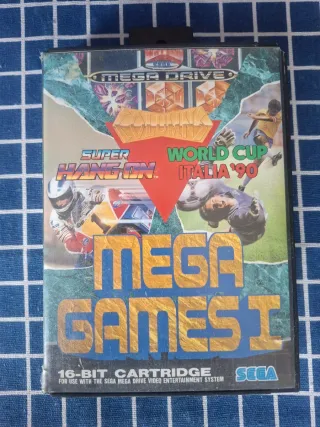 MEGA DRIVE
COLUMNS
SUPER
HANG-ON
WORLD CUP
ITALIA '90
MEGA
GAMES I
16-BIT CARTRIDGE
FOR USE WITH THE SEGA MEGA DRIVE VIDEO ENTERTAINMENT SYSTEM
SEGA